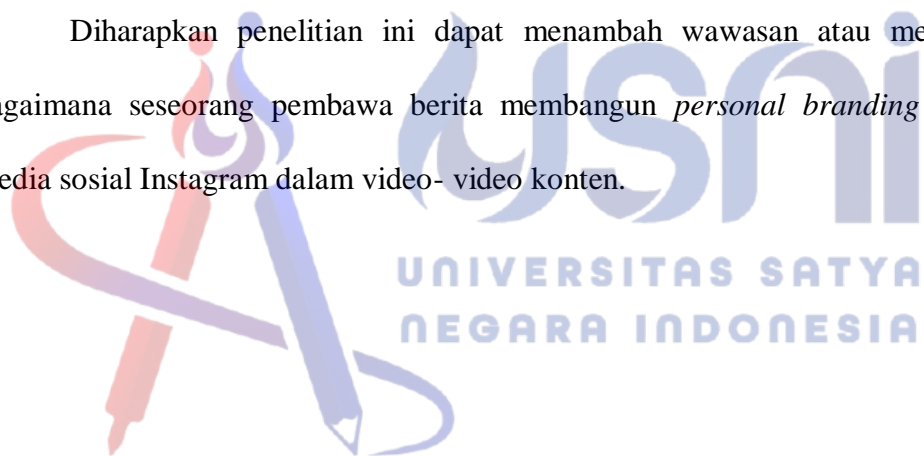 Diharapkan penelitian ini dapat menambah wawasan atau
seseorang pembawa berita membangun personal branding
sosial Instagram dalam video- video konten.
usni
UNIVERSITAS SATYA
NEGARA INDONESIA